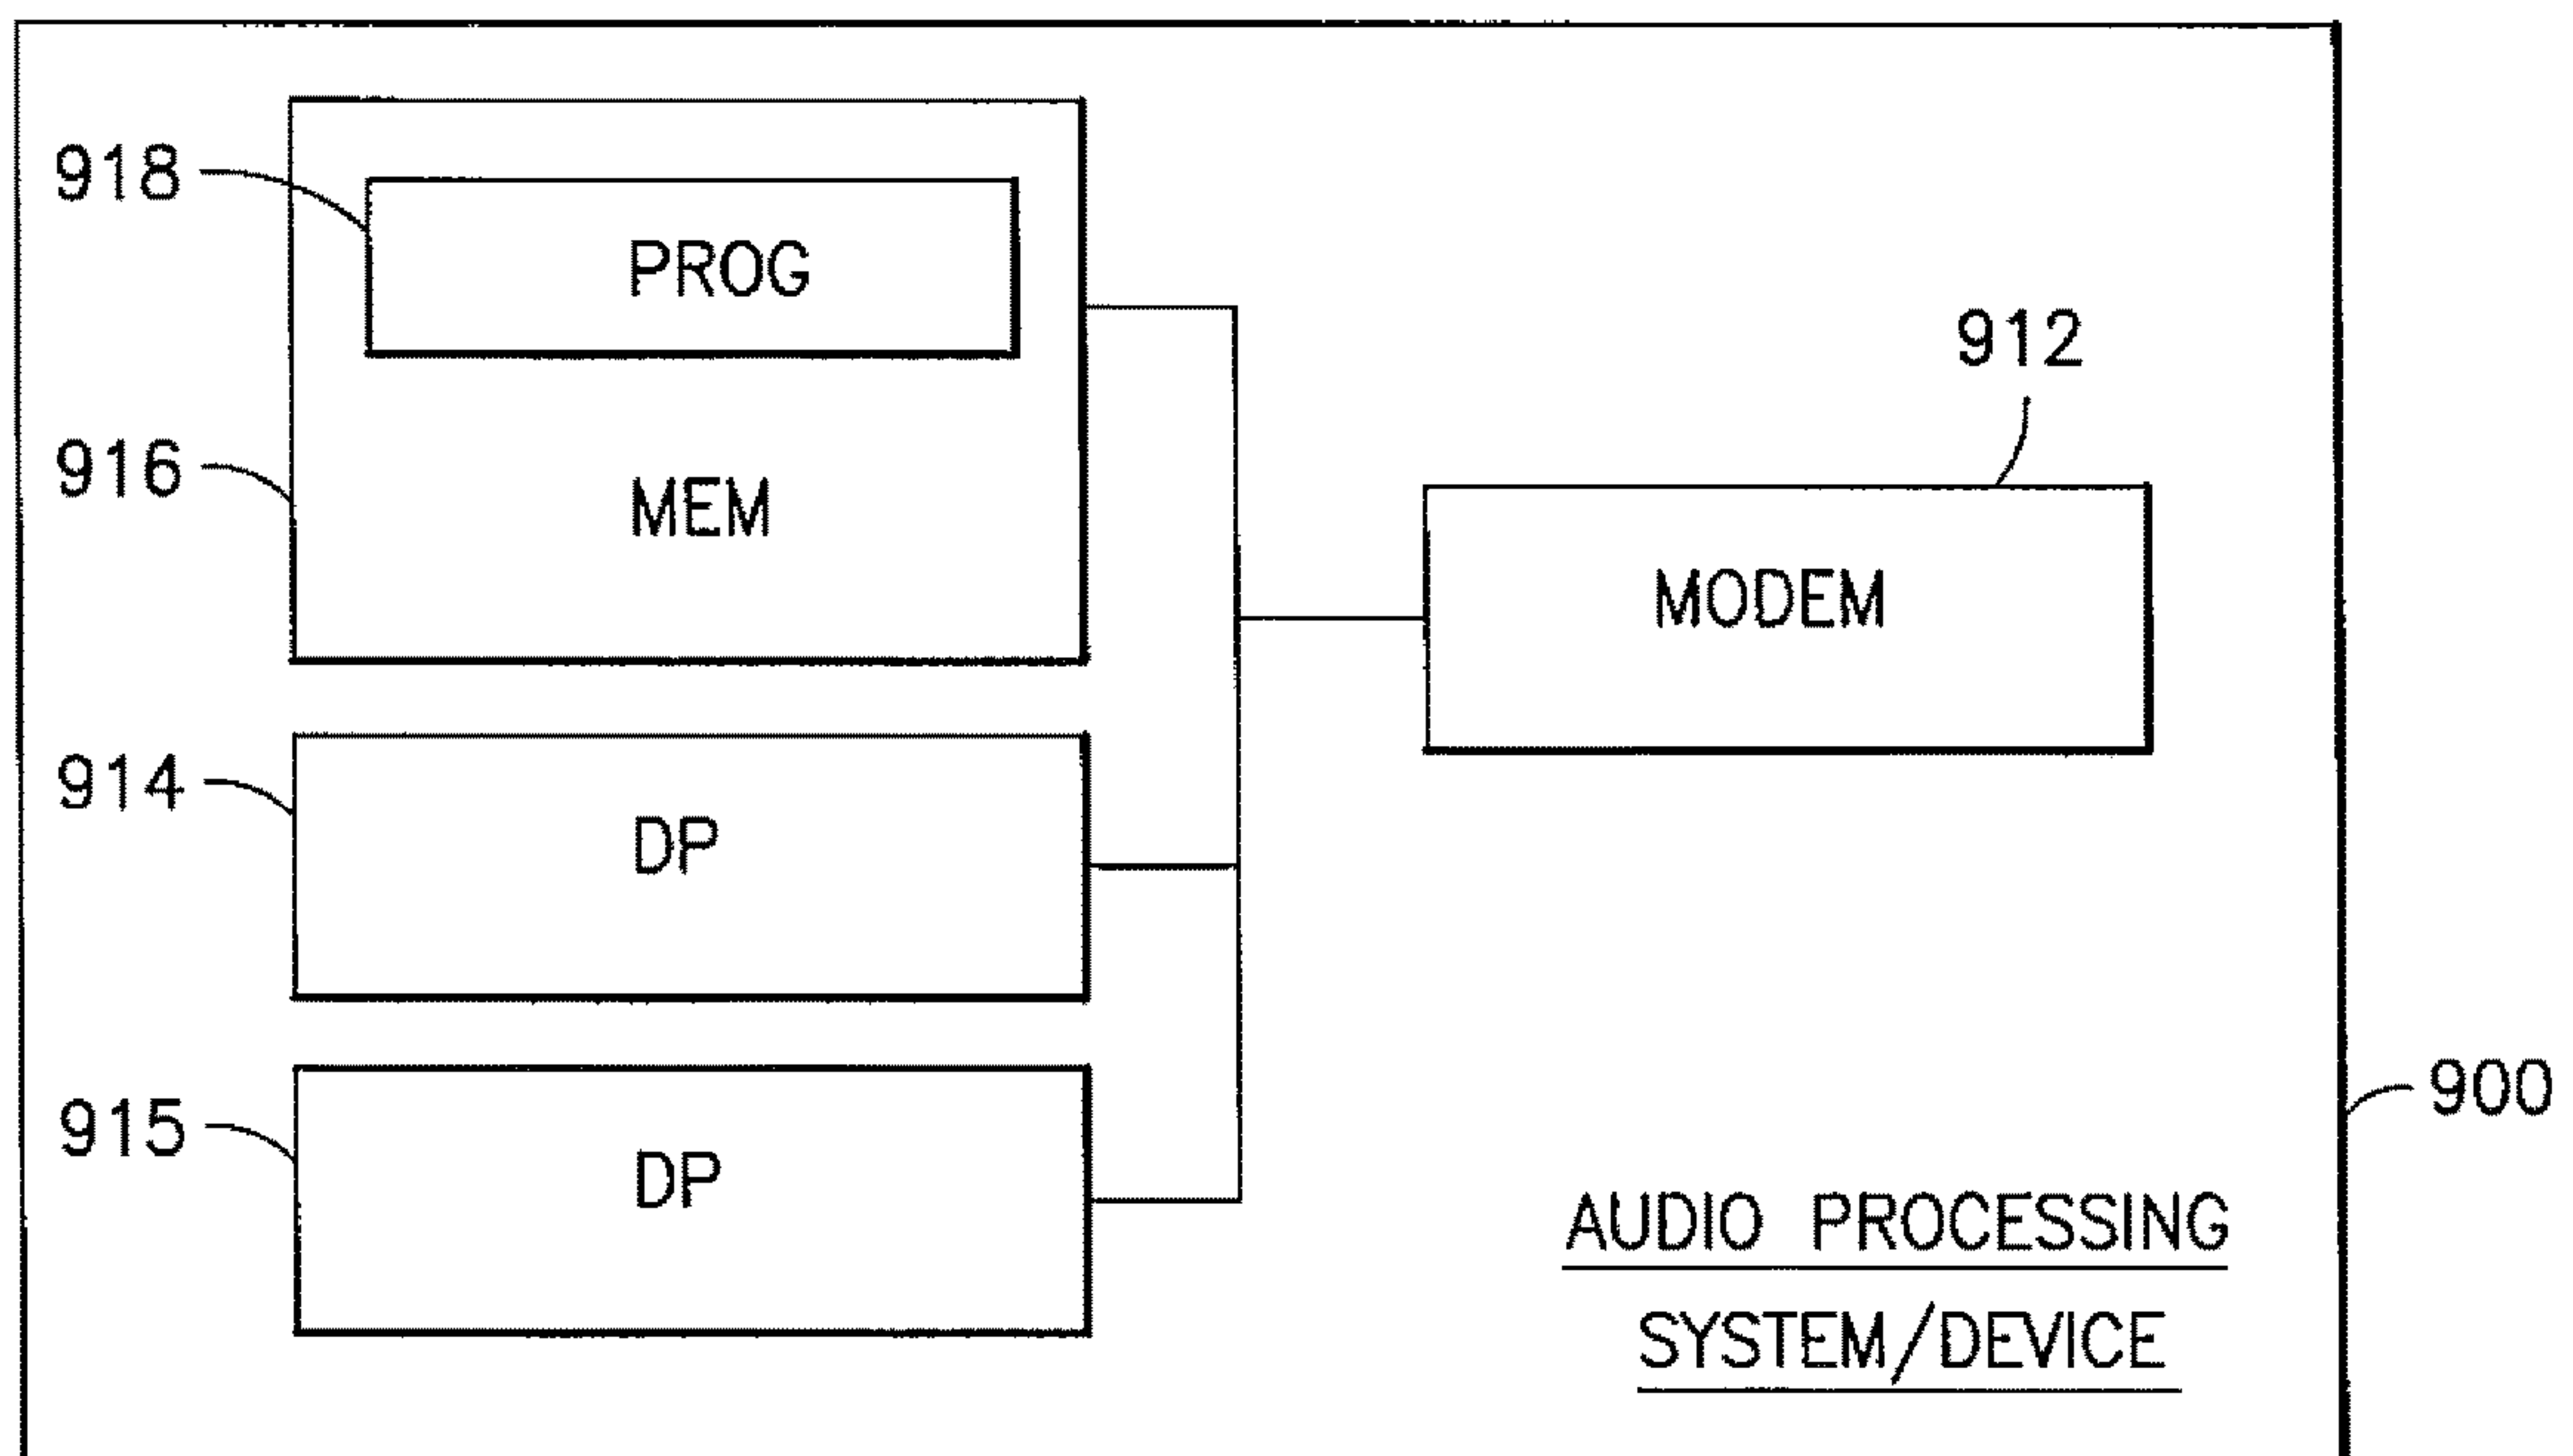 918
PROG
912
916
MEM
MODEM
914
DP
900
915
DP
AUDIO PROCESSING
SYSTEM/DEVICE